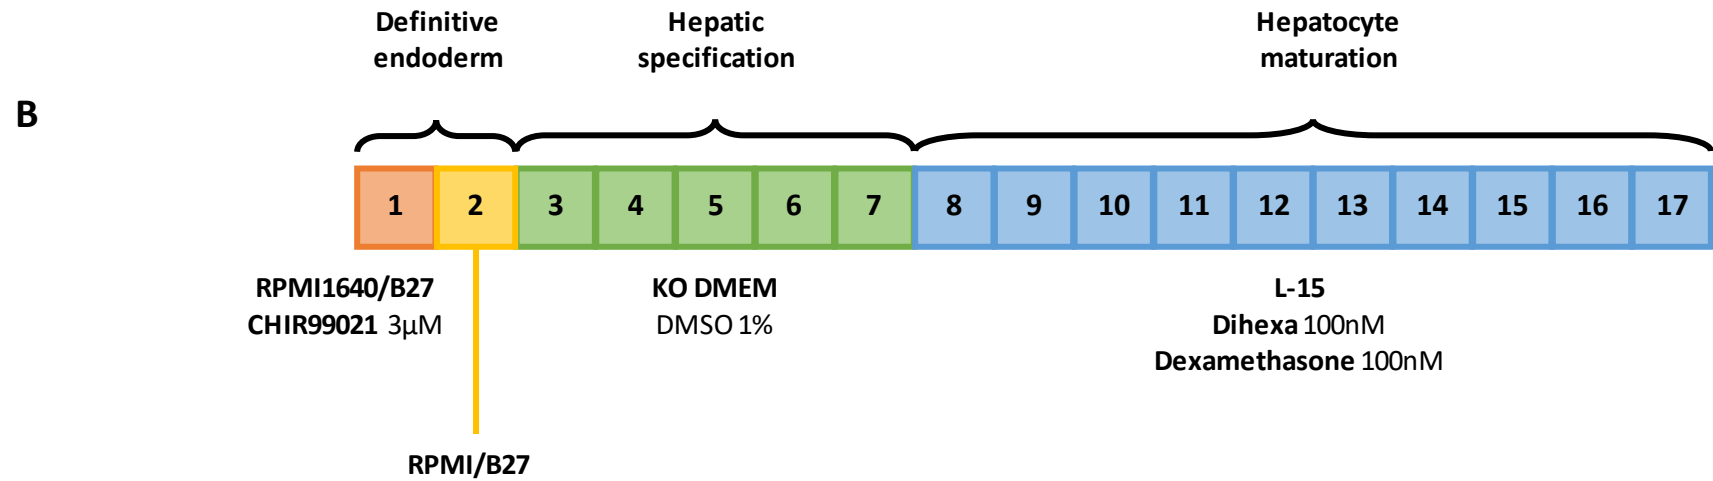 Definitive
endoderm
Hepatic
specification
Hepatocyte
maturation
B
1 2 3 4 5 6 7 8 9 10 11 12 13 14 15 16 17
RPMI1640/B27
CHIR99021 3µM
KO DMEM
DMSO 1%
L-15
Dihexa 100nM
Dexamethasone 100nM
RPMI/B27